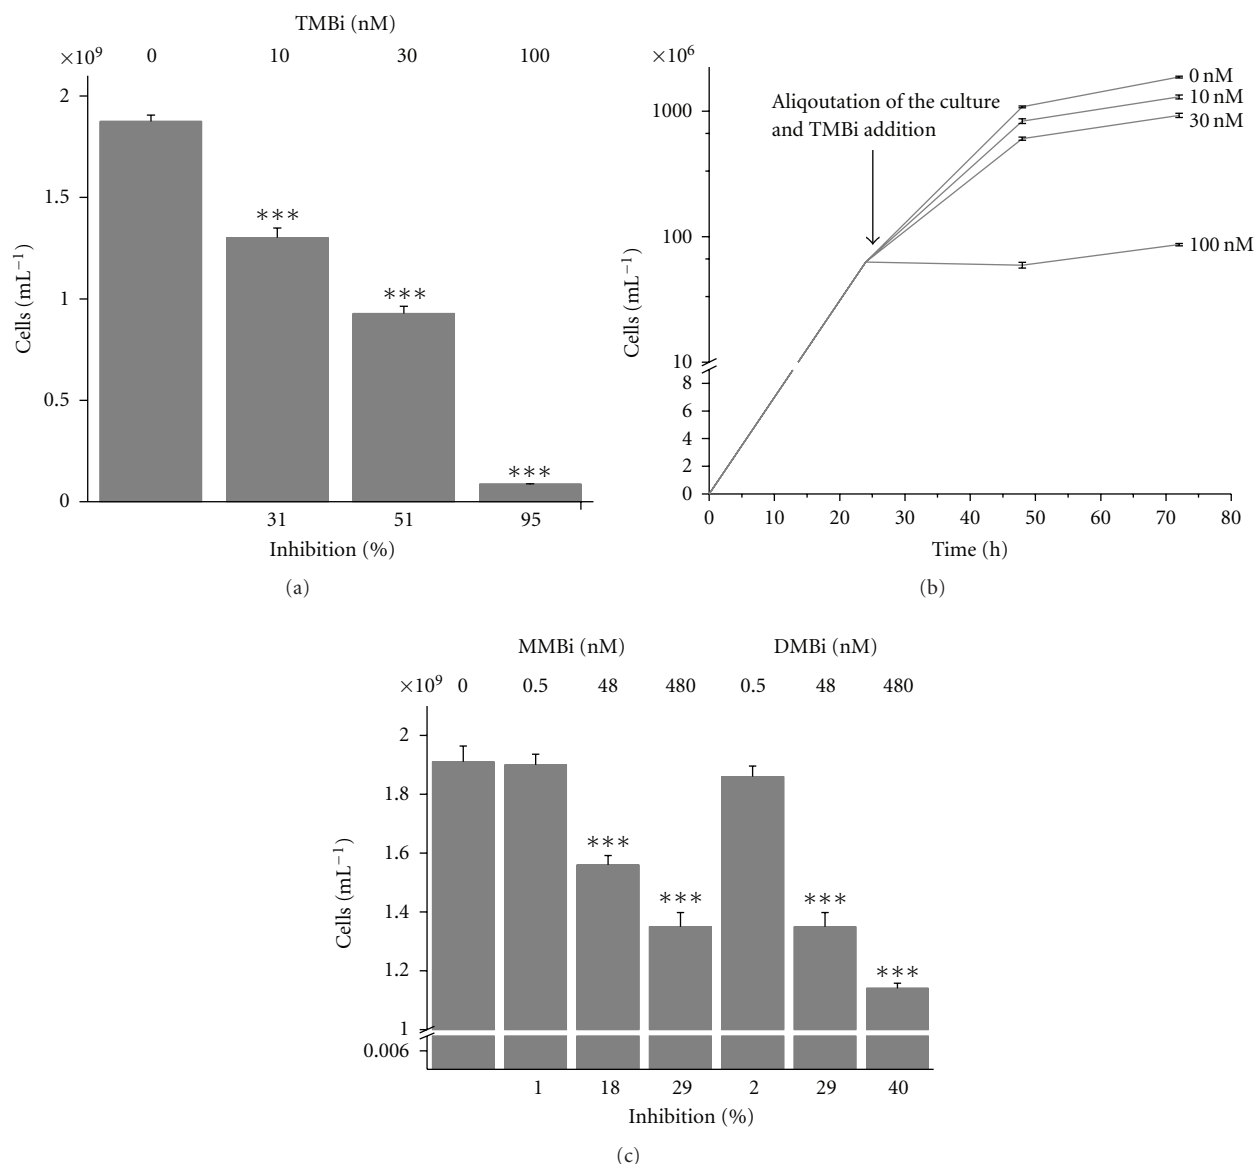 TMBi (nM)
×10⁹ 0 10 30 100
2
1.5
1
0.5
0
Cells (mL⁻¹)
***
***
***
31 51 95
Inhibition (%)
(a)
×10⁶
1000
100
10
8
6
4
2
0
Cells (mL⁻¹)
Aliqoutation of the culture
and TMBi addition
0 nM
10 nM
30 nM
100 nM
0 10 20 30 40 50 60 70 80
Time (h)
(b)
MMBi (nM) DMBi (nM)
×10⁹ 0 0.5 48 480 0.5 48 480
2
1.8
1.6
1.4
1.2
1
0.006
Cells (mL⁻¹)
***
***
***
***
1 18 29 2 29 40
Inhibition (%)
(c)